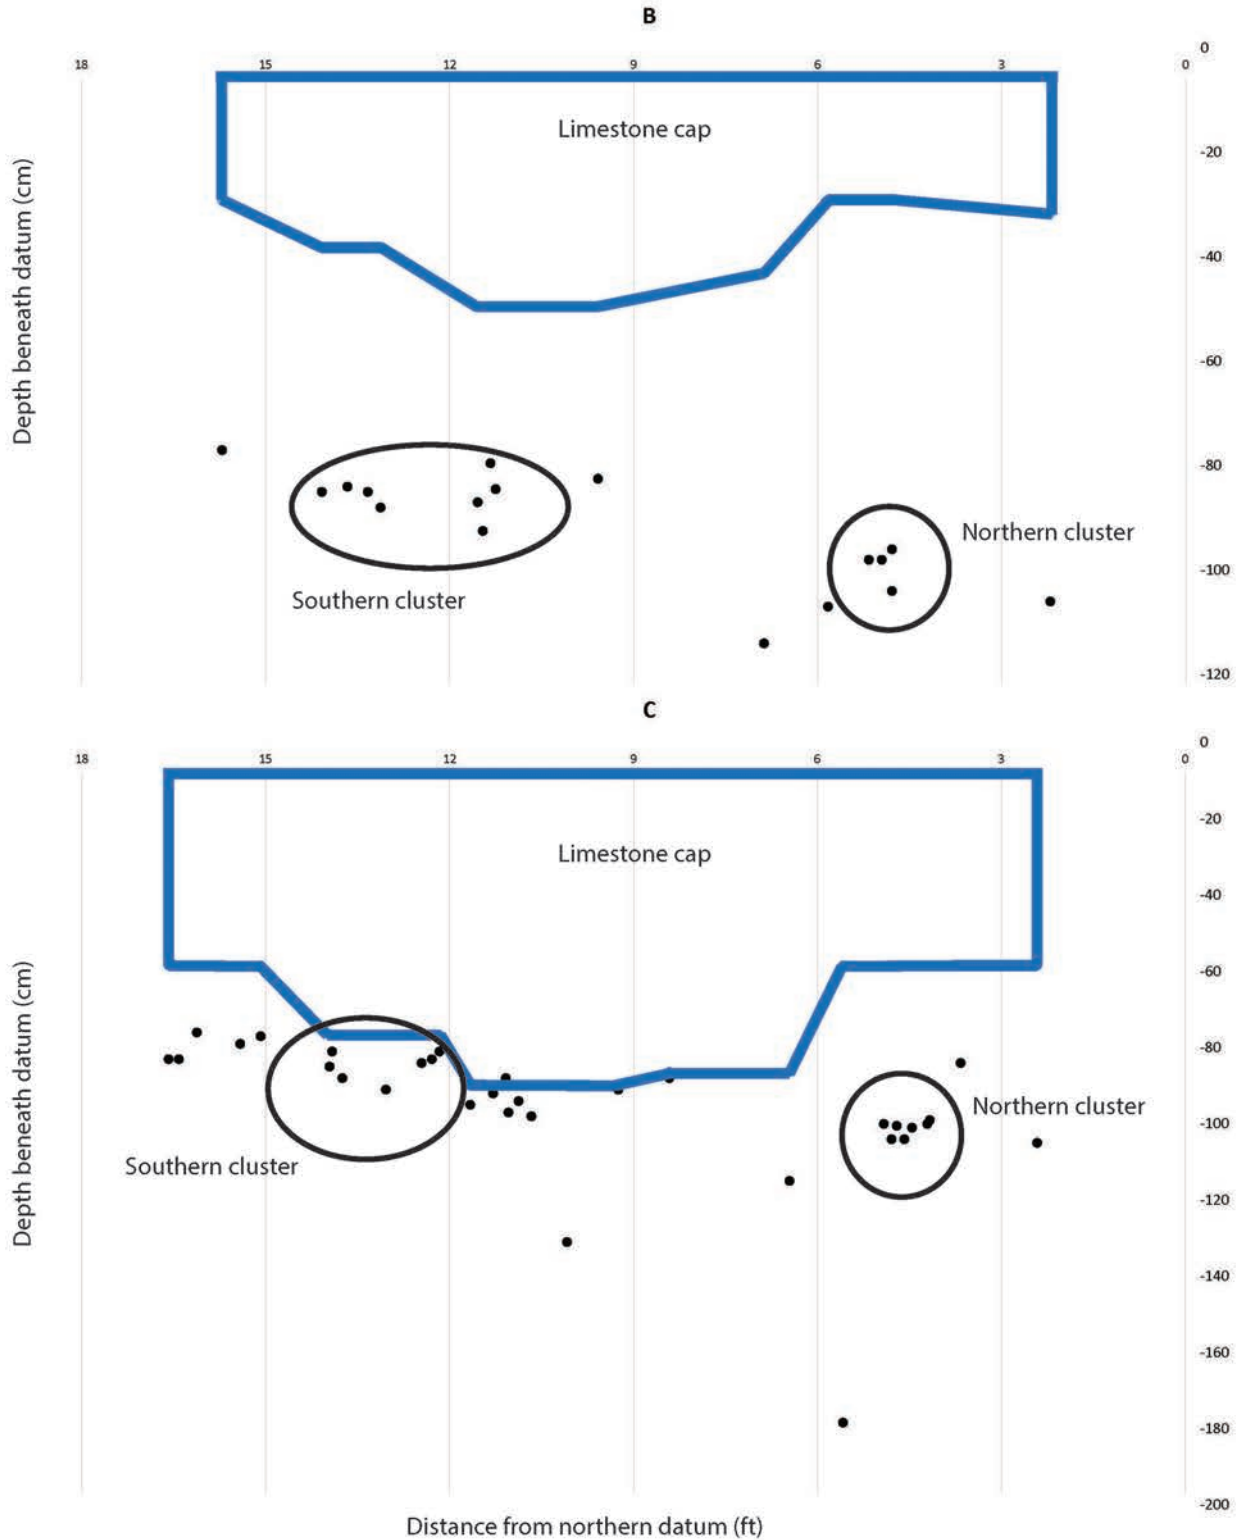 B
0
18 15 12 9 6 3 0
Limestone cap
-20
-40
-60
-80
-100
-120
Depth beneath datum (cm)
Northern cluster
Southern cluster
C
0
18 15 12 9 6 3 0
-20
Limestone cap
-40
-60
-80
-100
-120
-140
-160
-180
-200
Depth beneath datum (cm)
Northern cluster
Southern cluster
Distance from northern datum (ft)